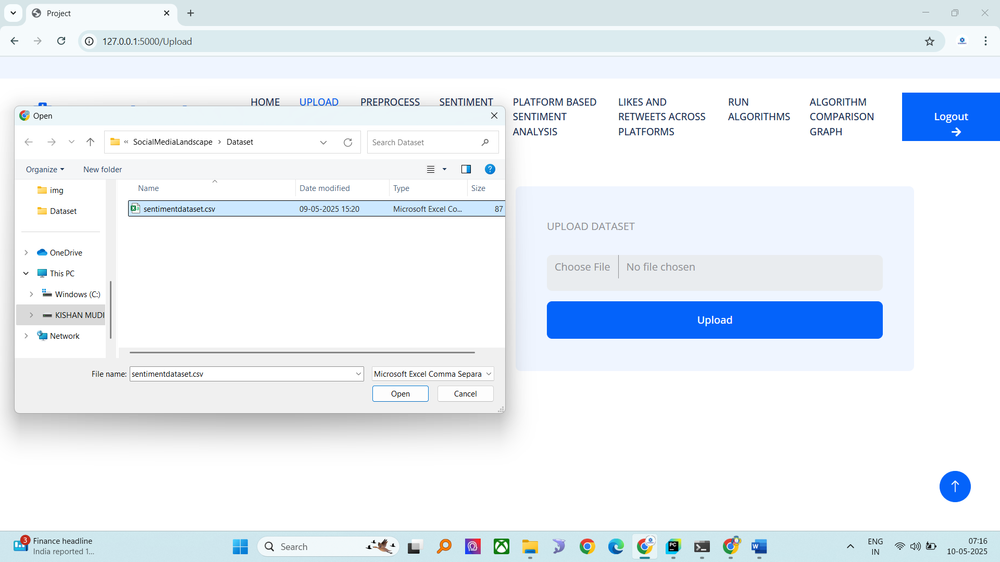 Project
127.0.0.1:5000/Upload
HOME
UPLOAD
PREPROCESS
SENTIMENT
PLATFORM BASED
SENTIMENT
ANALYSIS
LIKES AND
RETWEETS ACROSS
PLATFORMS
RUN
ALGORITHMS
ALGORITHM
COMPARISON
GRAPH
Logout
Open
« SocialMediaLandscape > Dataset
Search Dataset
Organize
New folder
img
Dataset
OneDrive
This PC
Windows (C:)
KISHAN MUDI
Network
Name Date modified Type Size
sentimentdataset.csv 09-05-2025 15:20 Microsoft Excel Co... 87
File name: sentimentdataset.csv
Microsoft Excel Comma Separa
Open Cancel
UPLOAD DATASET
Choose File No file chosen
Upload
3
Finance headline
India reported 1...
Search
PC
W
ENG
IN
07:16
10-05-2025